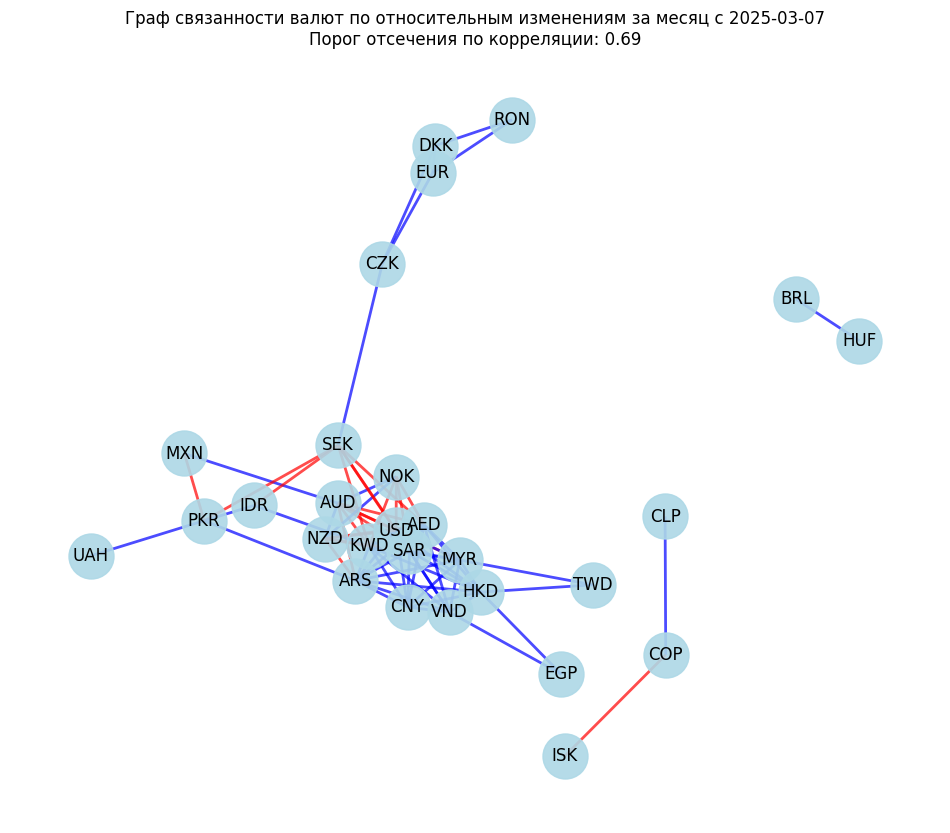 Граф связанности валют по относительным изменениям за месяц с 2025-03-07
Порог отсечения по корреляции: 0.69
RON
DKK
EUR
CZK
BRL
HUF
SEK
MXN
NOK
IDR
AUD
CLP
PKR
AED
USD
NZD
KWD
SAR
UAH
MYR
ARS
TWD
HKD
CNY
VND
COP
EGP
ISK